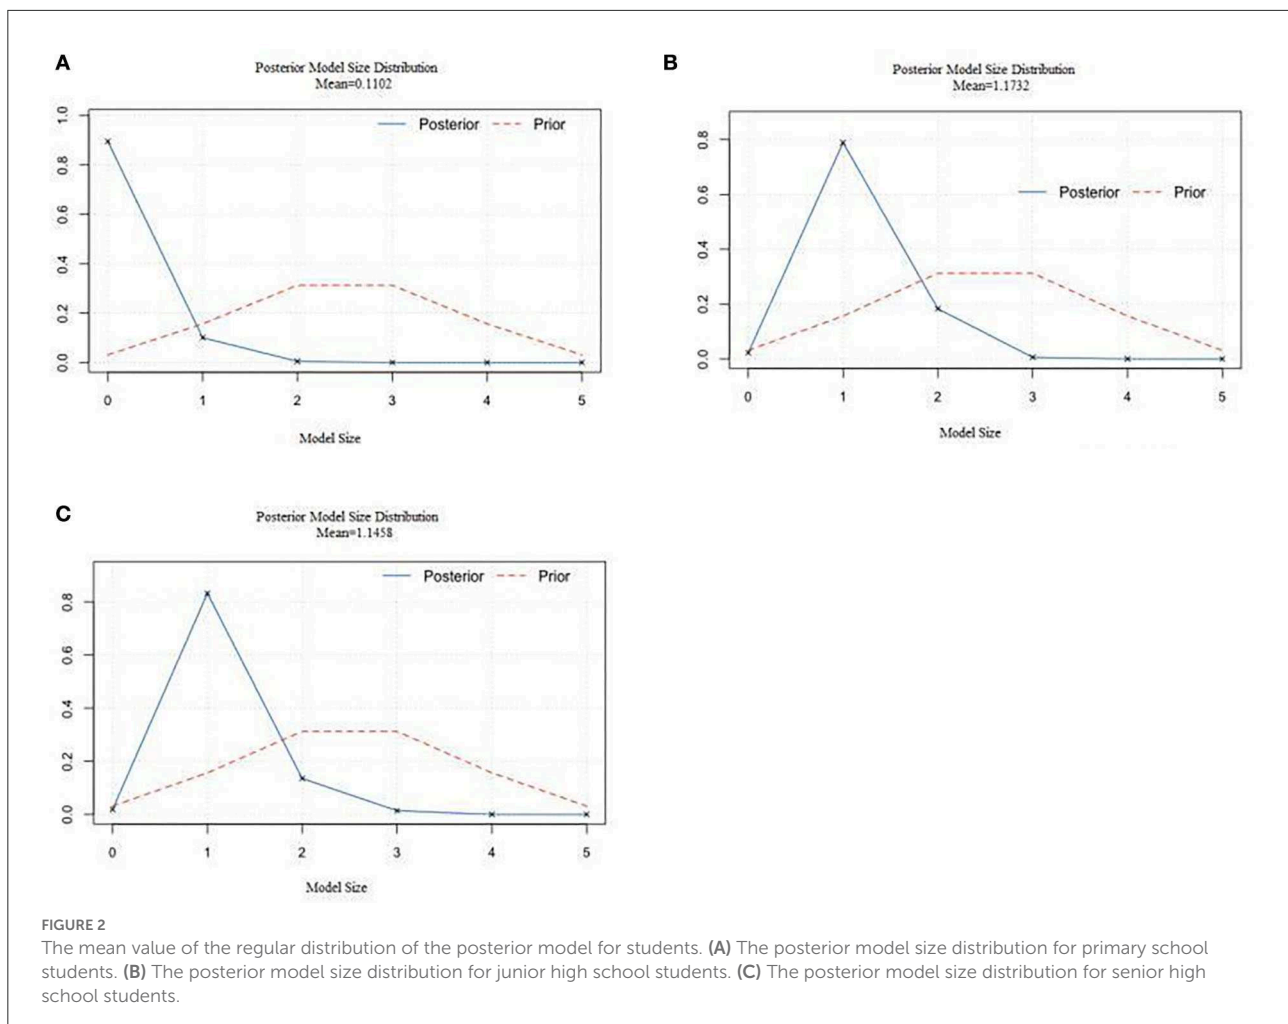 A
Posterior Model Size Distribution
Mean=0.1102
Posterior Prior
1.0
0.8
0.6
0.4
0.2
0.0
0 1 2 3 4 5
Model Size
B
Posterior Model Size Distribution
Mean=1.1732
Posterior Prior
0.8
0.6
0.4
0.2
0.0
0 1 2 3 4 5
Model Size
C
Posterior Model Size Distribution
Mean=1.1458
Posterior Prior
0.8
0.6
0.4
0.2
0.0
0 1 2 3 4 5
Model Size
FIGURE 2
The mean value of the regular distribution of the posterior model for students. (A) The posterior model size distribution for primary school
students. (B) The posterior model size distribution for junior high school students. (C) The posterior model size distribution for senior high
school students.